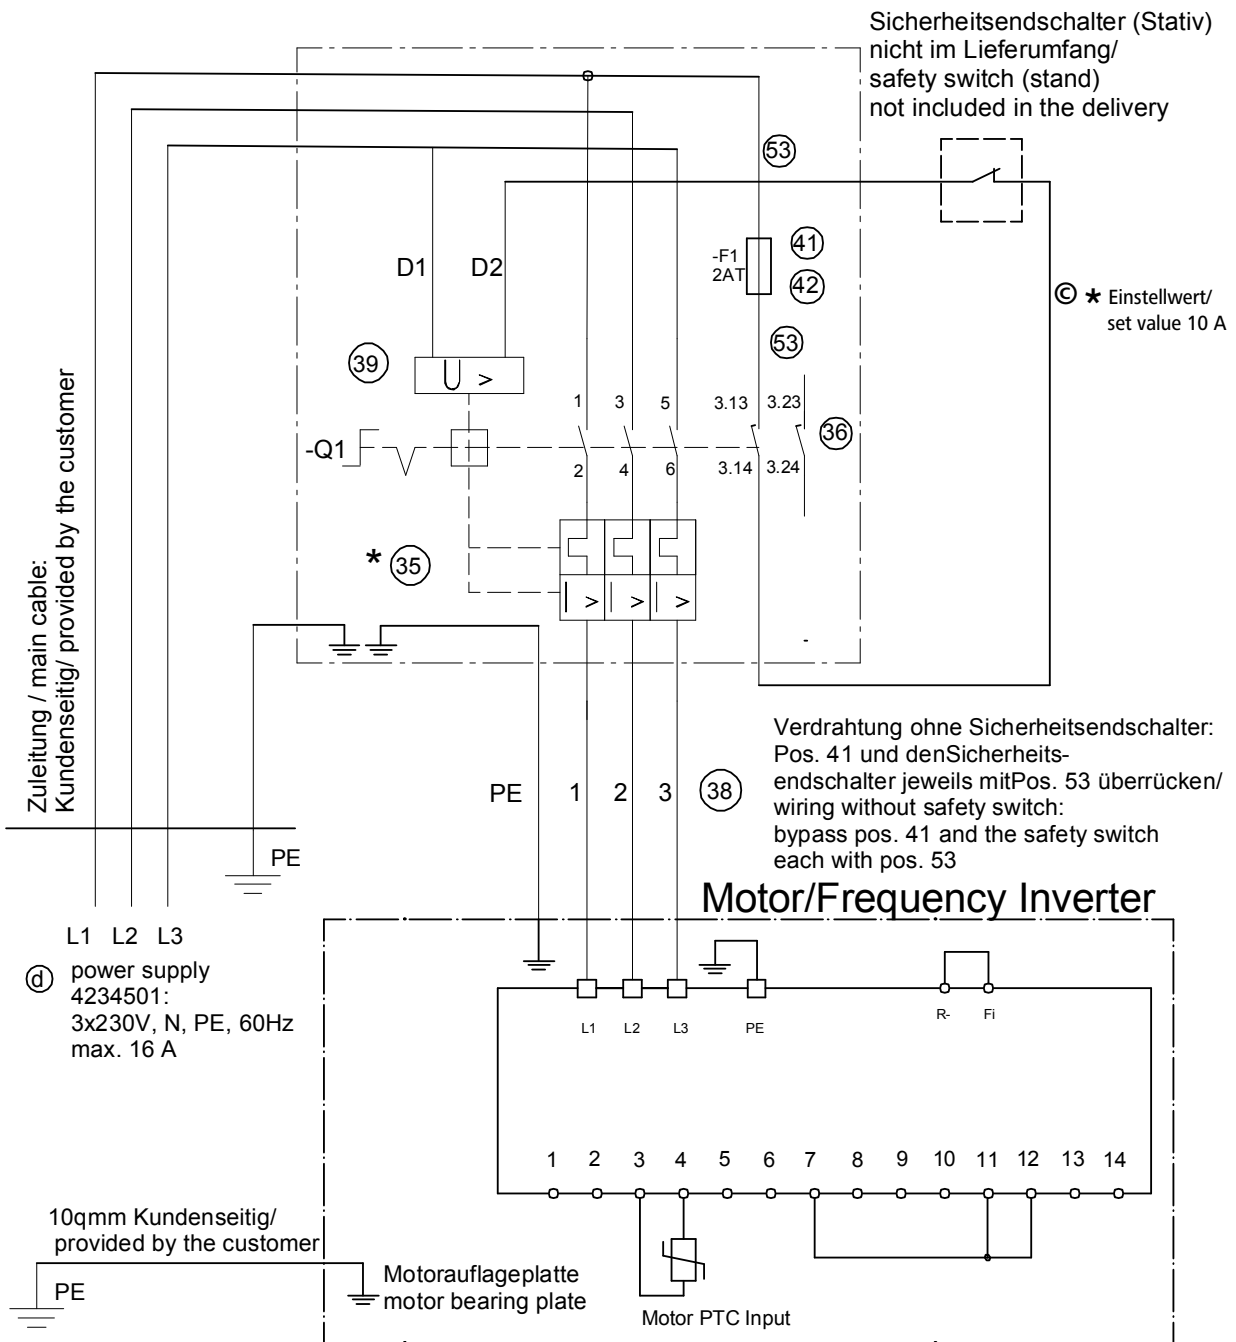 Sicherheitsendschalter (Stativ)
nicht im Lieferumfang/
safety switch (stand)
not included in the delivery
53
D1
D2
-F1
2AT
41
42
© * Einstellwert/
set value 10 A
53
39
U >
1
3
5
3.13
3.23
36
-Q1
2
4
6
3.14
3.24
* 35
I >
I >
I >
-
Zuleitung / main cable:
Kundenseitig/ provided by the customer
PE
1
2
3
38
Verdrahtung ohne Sicherheitsendschalter:
Pos. 41 und denSicherheits-
endschalter jeweils mitPos. 53 überrücken/
wiring without safety switch:
bypass pos. 41 and the safety switch
each with pos. 53
PE
Motor/Frequency Inverter
L1 L2 L3
d power supply
4234501:
3x230V, N, PE, 60Hz
max. 16 A
L1
L2
L3
PE
R-
Fi
1 2 3 4 5 6 7 8 9 10 11 12 13 14
10qmm Kundenseitig/
provided by the customer
PE
Motorauflageplatte
motor bearing plate
Motor PTC Input